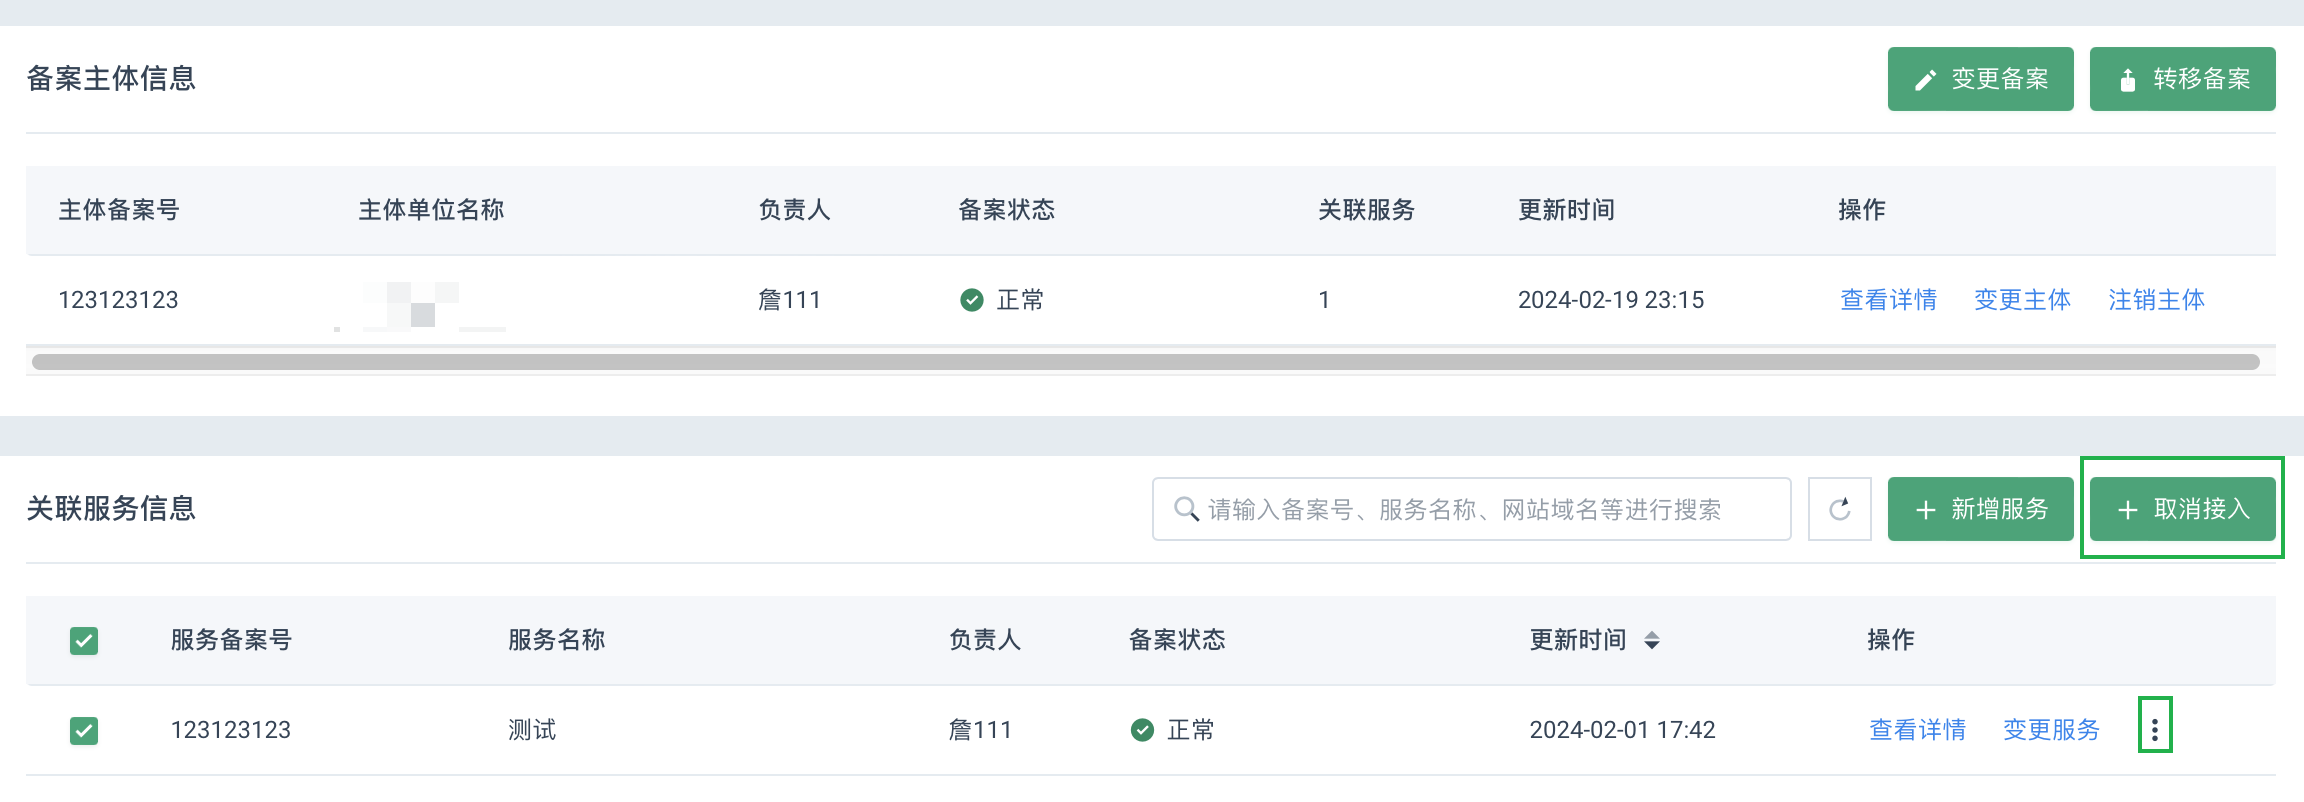 备案主体信息 变更备案 转移备案
主体备案号 主体单位名称 负责人 备案状态 关联服务 更新时间 操作
123123123 詹111 正常 1 2024-02-19 23:15 查看详情 变更主体 注销主体
关联服务信息 请输入备案号、服务名称、网站域名等进行搜索 新增服务 取消接入
服务备案号 服务名称 负责人 备案状态 更新时间 操作
123123123 测试 詹111 正常 2024-02-01 17:42 查看详情 变更服务